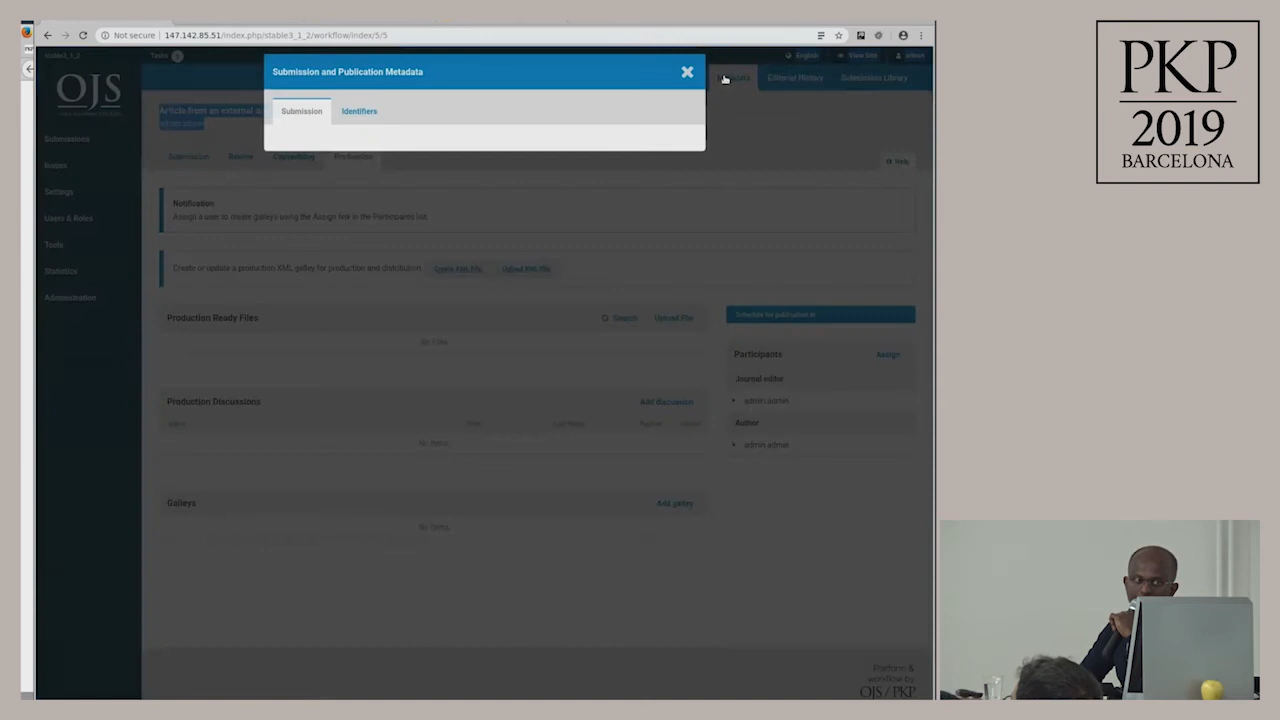 Not secure | 147.142.85.51/index.php/stable3_1_2/workflow/index/5/5
stable3_1_2
Tasks
English
View Site
admin
OJS
Submission and Publication Metadata
Submission
Identifiers
Metadata
Editorial History
Submission Library
Article from an external a
Submission
Review
Copyediting
Production
Help
Submissions
Issues
Settings
Users & Roles
Tools
Statistics
Administration
Notification
Assign a user to create galleys using the Assign link in the Participants list.
Create or update a production XML galley for production and distribution.
Create XML File
Upload XML File
Production Ready Files
Search
Upload File
No Files
Schedule for publication in
Participants
Assign
Journal editor
admin admin
Author
admin admin
Production Discussions
Add discussion
Name
From
Last Reply
Replies
Closed
No Items
Galleys
Add galley
No Items
Platform &
workflow by
OJS / PKP
PKP
2019
BARCELONA